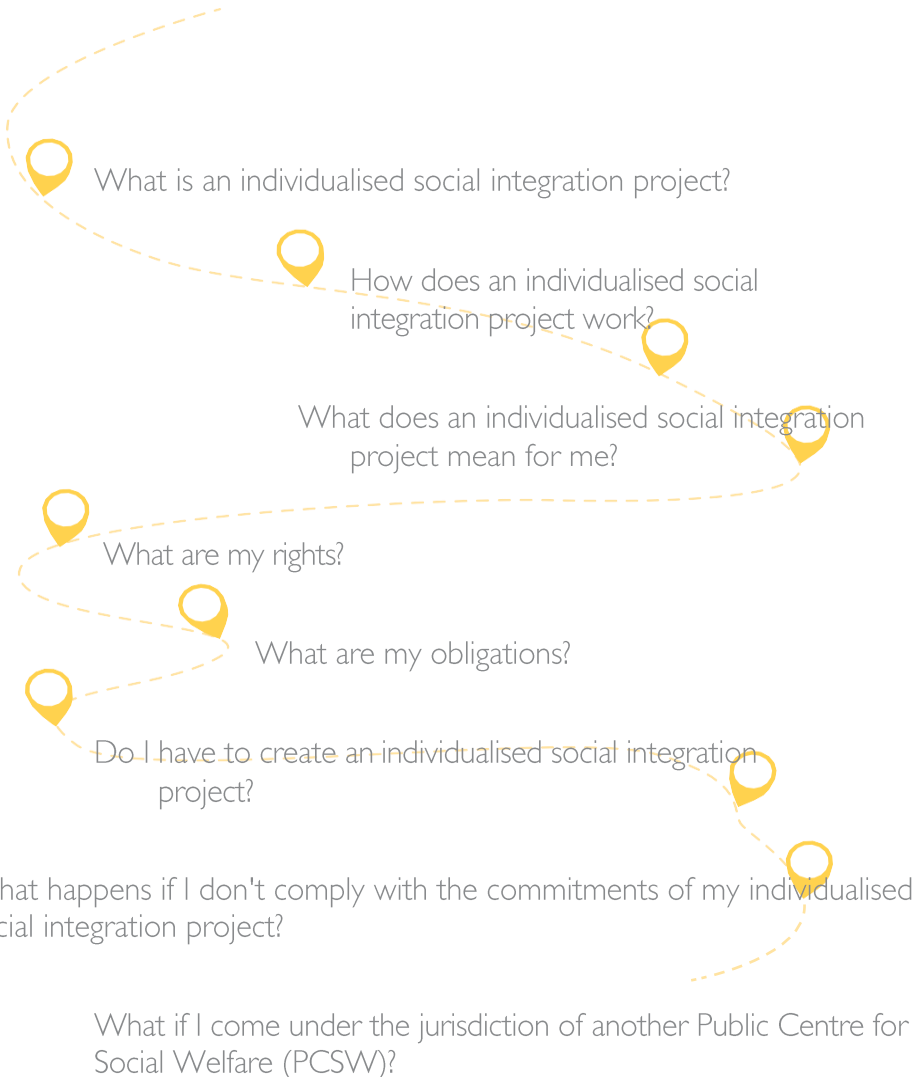 What is an individualised social integration project?
How does an individualised social
integration project work?
What does an individualised social integration
project mean for me?
What are my rights?
What are my obligations?
Do I have to create an individualised social integration
project?
hat happens if I don't comply with the commitments of my individualised
cial integration project?
What if I come under the jurisdiction of another Public Centre for
Social Welfare (PCSW)?